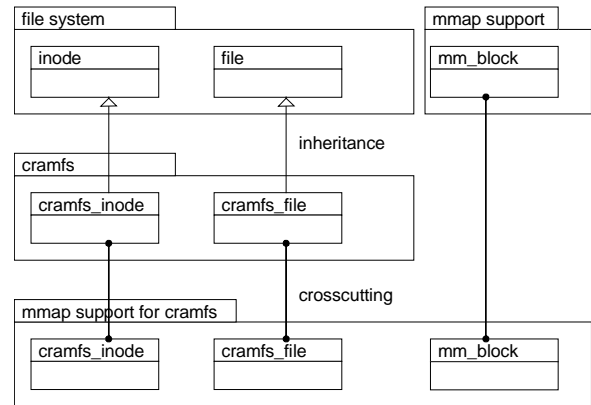 file system
mmap support
inode
file
mm_block
inheritance
cramfs
cramfs_inode
cramfs_file
crosscutting
mmap support for cramfs
cramfs_inode
cramfs_file
mm_block